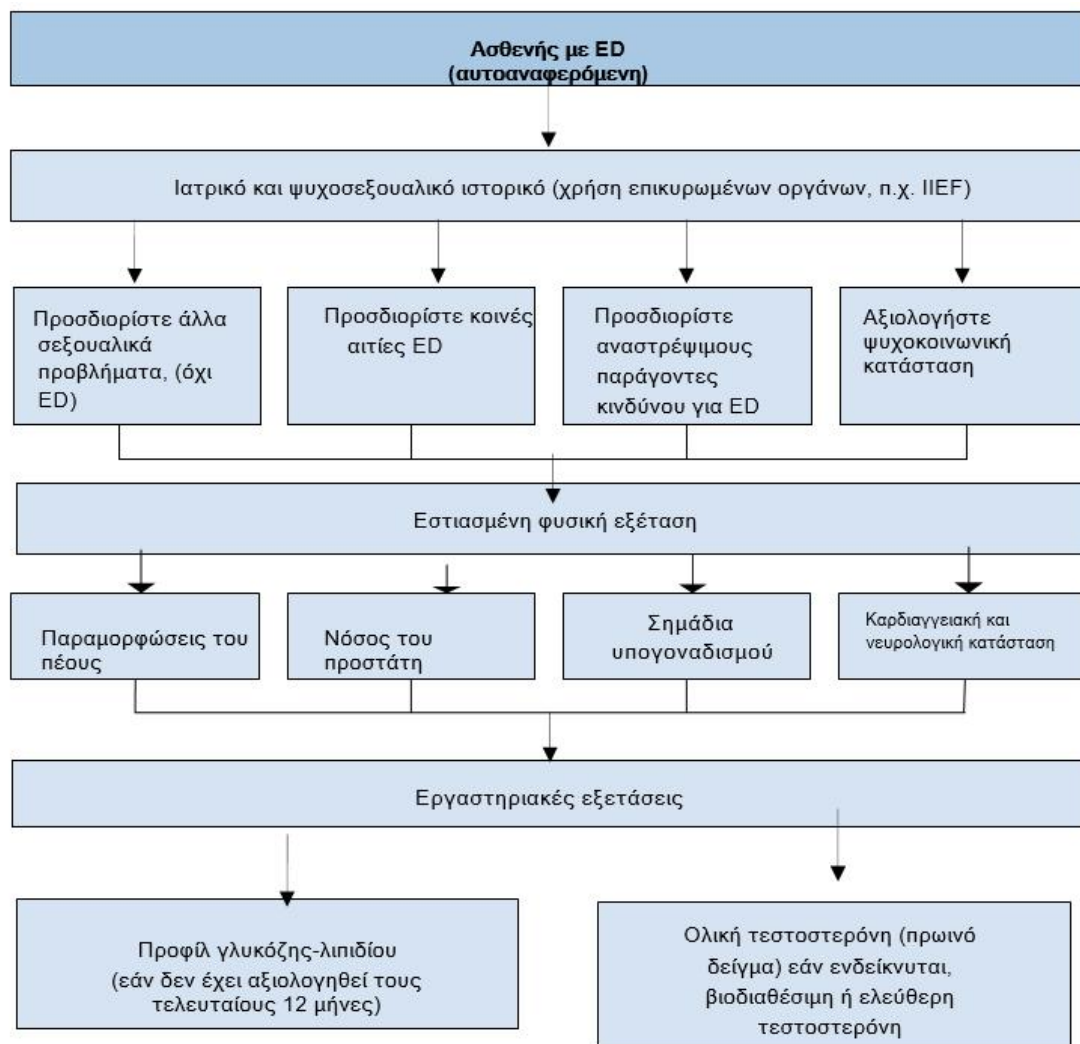 Ασθενής με ED
(αυτοαναφερόμενη)
Ιατρικό και ψυχοσεξουαλικό ιστορικό (χρήση επικυρωμένων οργάνων, π.χ. IIEF)
Προσδιορίστε άλλα
σεξουαλικά
προβλήματα, (όχι
ED)
Προσδιορίστε κοινές
αιτίες ED
Προσδιορίστε
αναστρέψιμους
παράγοντες
κινδύνου για ED
Αξιολογήστε
ψυχοκοινωνική
κατάσταση
Εστιασμένη φυσική εξέταση
Παραμορφώσεις του
πέους
Νόσος του
προστάτη
Σημάδια
υπογοναδισμού
Καρδιαγγειακή και
νευρολογική κατάσταση
Εργαστηριακές εξετάσεις
Προφίλ γλυκόζης-λιπιδίου
(εάν δεν έχει αξιολογηθεί τους
τελευταίους 12 μήνες)
Ολική τεστοστερόνη (πρωινό
δείγμα) εάν ενδείκνυται,
βιοδιαθέσιμη ή ελεύθερη
τεστοστερόνη